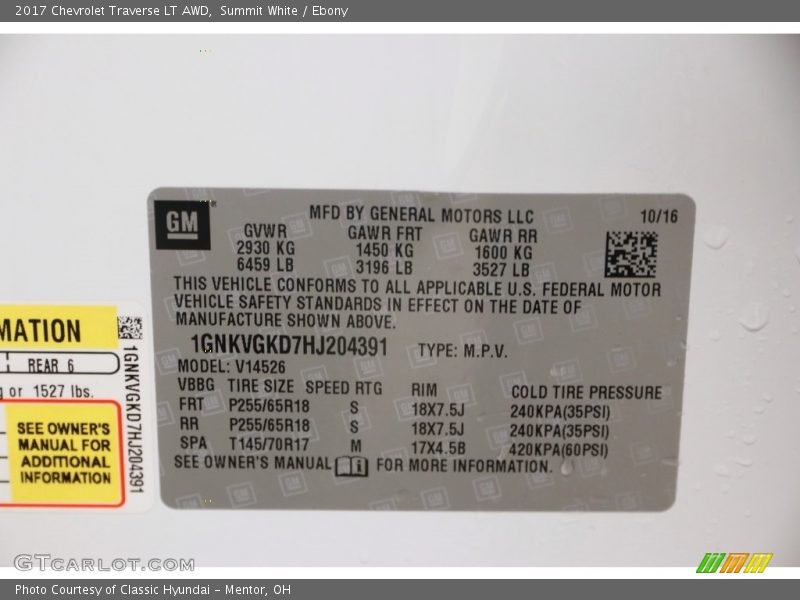 2017 Chevrolet Traverse LT AWD, Summit White / Ebony
GM
MFD BY GENERAL MOTORS LLC 10/16
GVWR GAWR FRT GAWR RR
2930 KG 1450 KG 1600 KG
6459 LB 3196 LB 3527 LB
THIS VEHICLE CONFORMS TO ALL APPLICABLE U.S. FEDERAL MOTOR
VEHICLE SAFETY STANDARDS IN EFFECT ON THE DATE OF
MANUFACTURE SHOWN ABOVE.
1GNKVGKD7HJ204391 TYPE: M.P.V.
MODEL: V14526
VBBG TIRE SIZE SPEED RTG RIM COLD TIRE PRESSURE
FRT P255/65R18 S 18X7.5J 240KPA(35PSI)
RR P255/65R18 S 18X7.5J 240KPA(35PSI)
SPA T145/70R17 M 17X4.5B 420KPA(60PSI)
SEE OWNER'S MANUAL FOR MORE INFORMATION.
MATION
REAR 6
g or 1527 lbs.
SEE OWNER'S
MANUAL FOR
ADDITIONAL
INFORMATION
1GNKVGKD7HJ204391
GTCARLOT.COM
Photo Courtesy of Classic Hyundai - Mentor, OH